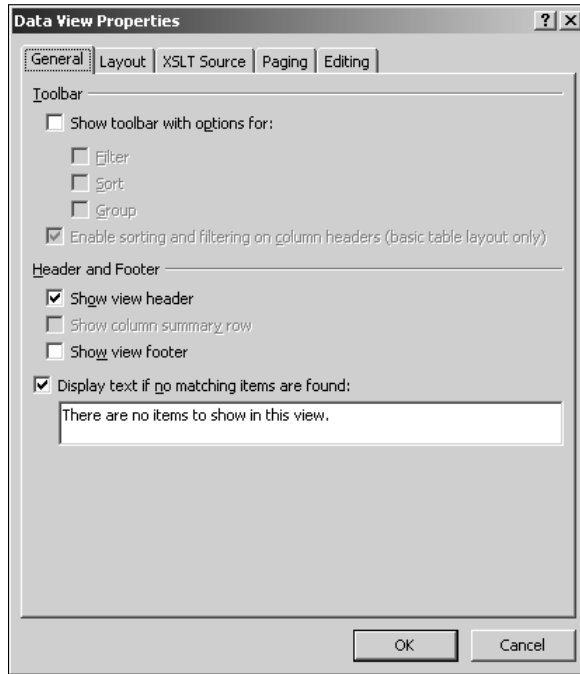 Data View Properties
General Layout XSLT Source Paging Editing
Toolbar
Show toolbar with options for:
Filter
Sort
Group
Enable sorting and filtering on column headers (basic table layout only)
Header and Footer
Show view header
Show column summary row
Show view footer
Display text if no matching items are found:
There are no items to show in this view.
OK Cancel